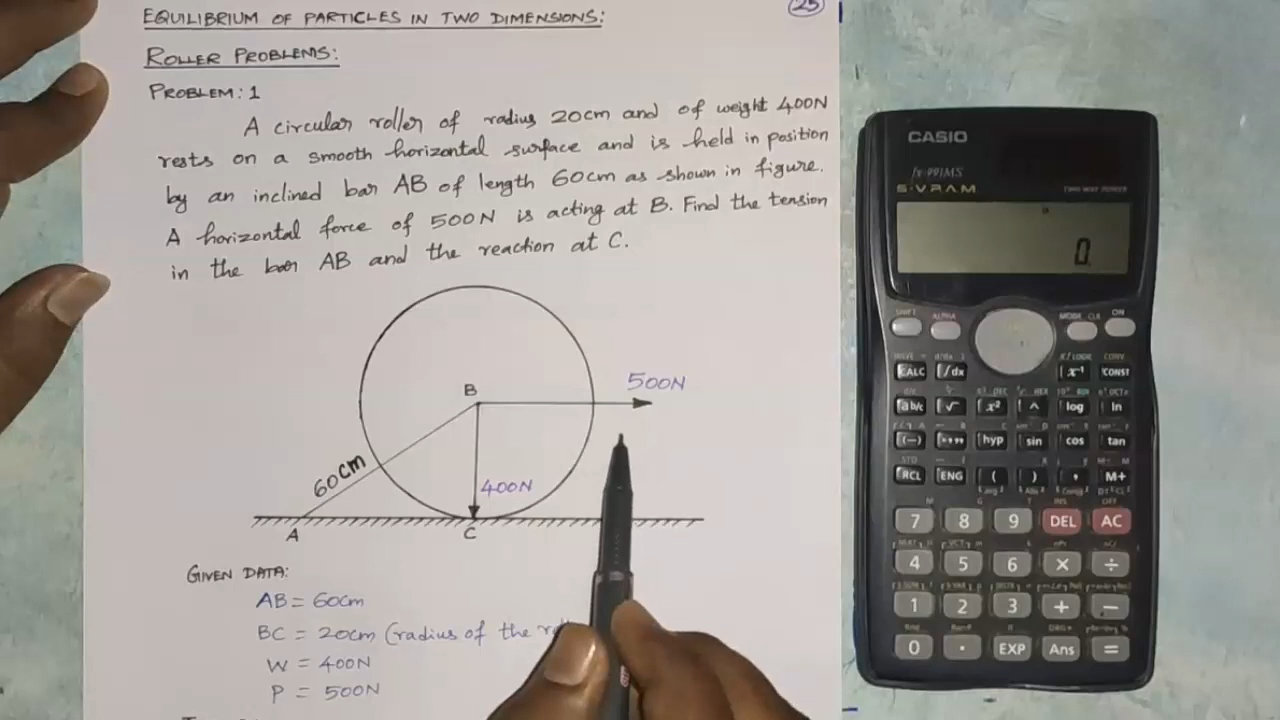 25
EQUILIBRIUM OF PARTICLES IN TWO DIMENSIONS:
ROLLER PROBLEMS:
PROBLEM: 1
A circular roller of radius 20cm and of weight 400N
rests on a smooth horizontal surface and is held in position
by an inclined bar AB of length 60cm as shown in figure.
A horizontal force of 500N is acting at B. Find the tension
in the bar AB and the reaction at C.
B
500N
60cm
400N
A
C
GIVEN DATA:
AB = 60cm
BC = 20cm (radius of the
W = 400N
P = 500N
CASIO
fx-991MS
S-V.P.A.M.
TWO WAY POWER
0.
SHIFT ALPHA MODE CLR ON
CALC ∫dx x⁻¹ CONST
ab/c √ x² ^ log ln
(−) hyp sin cos tan
RCL ENG ( ) , M+
7 8 9 DEL AC
4 5 6 × ÷
1 2 3 + −
0 . EXP Ans =